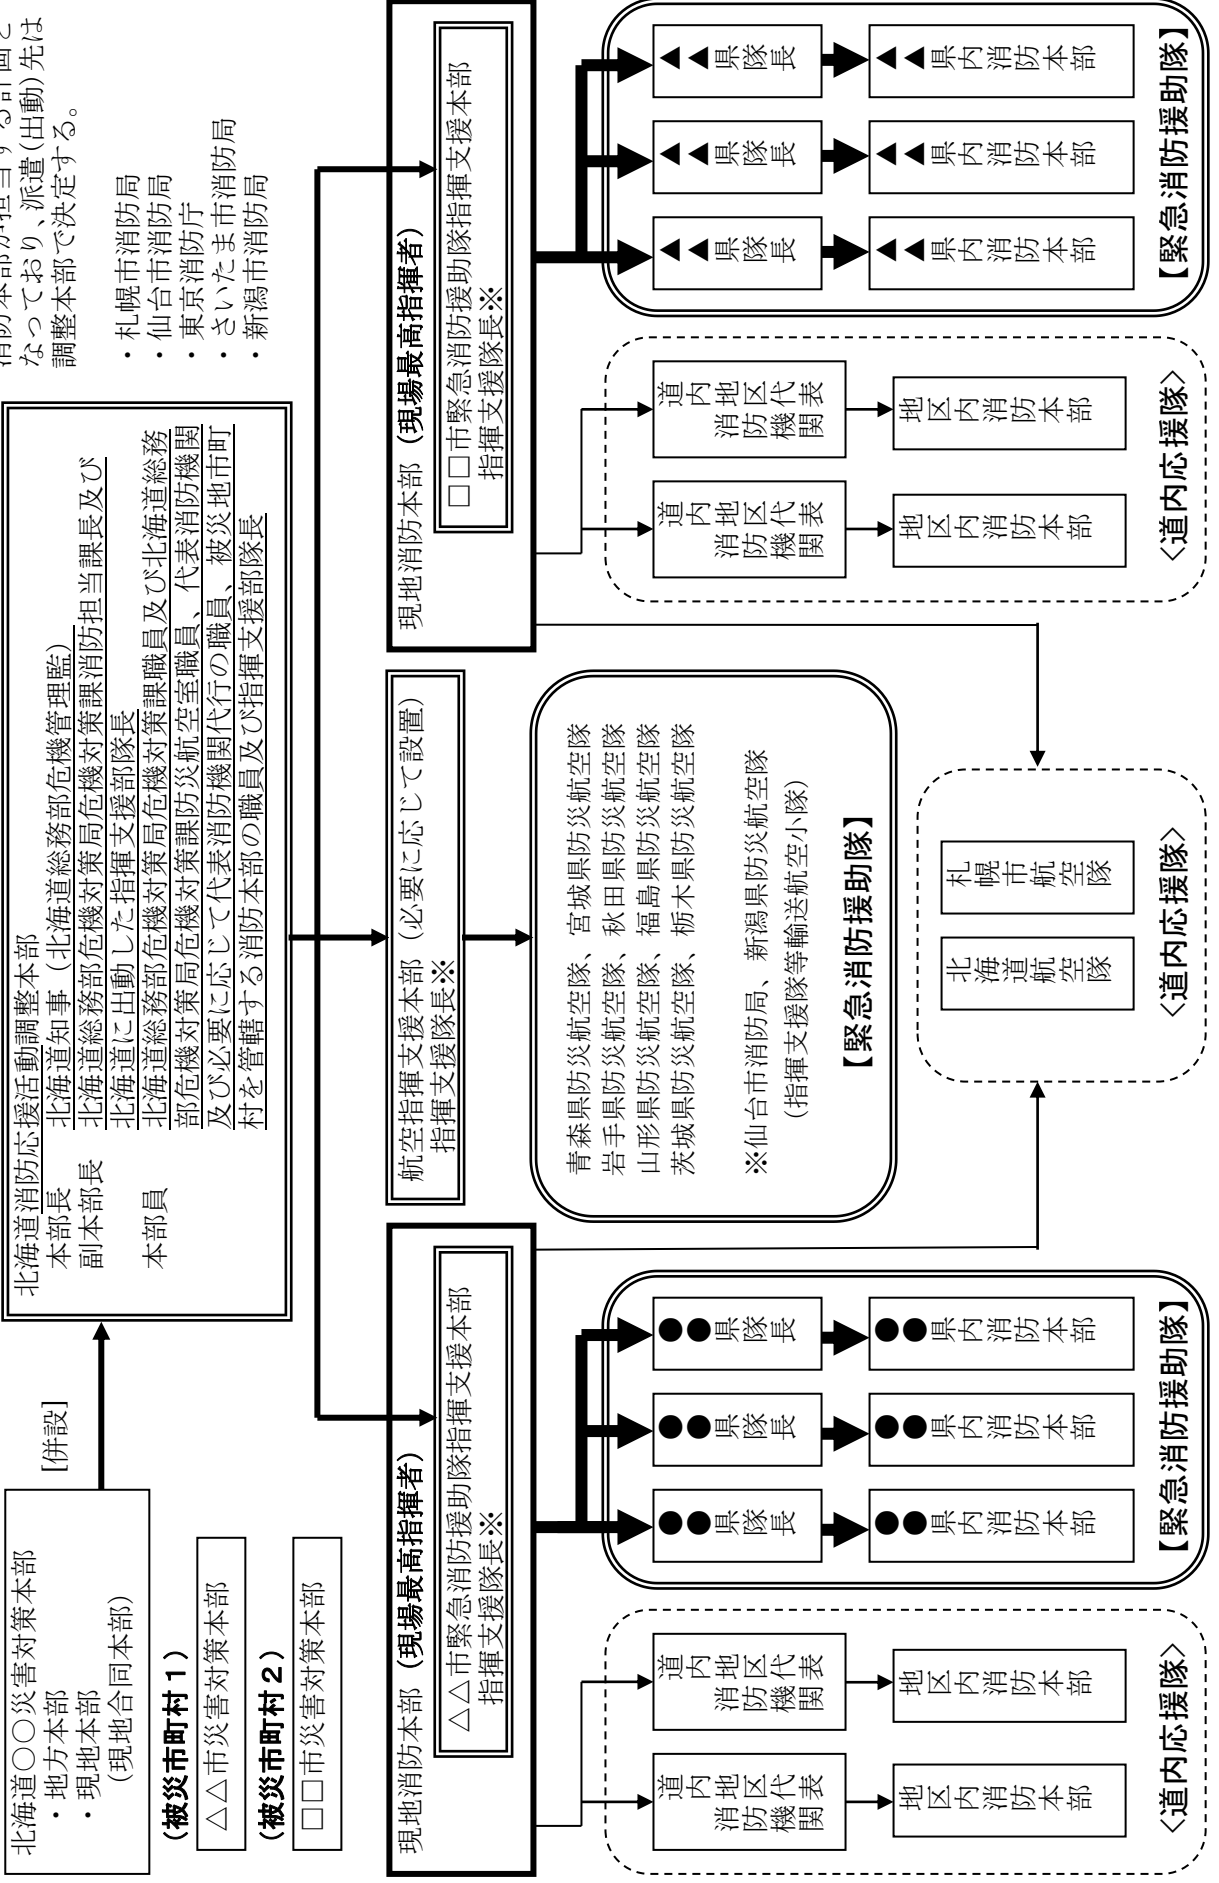 北海道○○災害対策本部
・地方本部
・現地本部
（現地合同本部）
（被災市町村１）
△△市災害対策本部
（被災市町村２）
□□市災害対策本部
［併設］
北海道消防応援活動調整本部
本部長　北海道知事（北海道総務部危機管理監）
副本部長　北海道総務部危機対策局危機対策課消防担当課長及び
北海道に出動した指揮支援部隊長
本部員　北海道総務部危機対策局危機対策課職員及び北海道総務
部危機対策局危機対策課防災航空室職員、代表消防機関
及び必要に応じて代表消防機関代行の職員、被災地市町
村を管轄する消防本部の職員及び指揮支援部隊長
なっており、派遣（出動）先は
調整本部で決定する。
・札幌市消防局
・仙台市消防局
・東京消防庁
・さいたま市消防局
・新潟市消防局
現地消防本部（現場最高指揮者）
△△市緊急消防援助隊指揮支援本部
指揮支援隊長※
道内地区代表
消防機関
地区内消防本部
道内地区代表
消防機関
地区内消防本部
＜道内応援隊＞
●●県隊長
●●県内消防本部
●●県隊長
●●県内消防本部
●●県隊長
●●県内消防本部
【緊急消防援助隊】
航空指揮支援本部（必要に応じて設置）
指揮支援隊長※
青森県防災航空隊、宮城県防災航空隊
岩手県防災航空隊、秋田県防災航空隊
山形県防災航空隊、福島県防災航空隊
茨城県防災航空隊、栃木県防災航空隊
※仙台市消防局、新潟県防災航空隊
（指揮支援隊等輸送航空小隊）
【緊急消防援助隊】
北海道航空隊
札幌市航空隊
＜道内応援隊＞
現地消防本部（現場最高指揮者）
□□市緊急消防援助隊指揮支援本部
指揮支援隊長※
道内地区代表
消防機関
地区内消防本部
道内地区代表
消防機関
地区内消防本部
＜道内応援隊＞
▲▲県隊長
▲▲県内消防本部
▲▲県隊長
▲▲県内消防本部
▲▲県隊長
▲▲県内消防本部
【緊急消防援助隊】